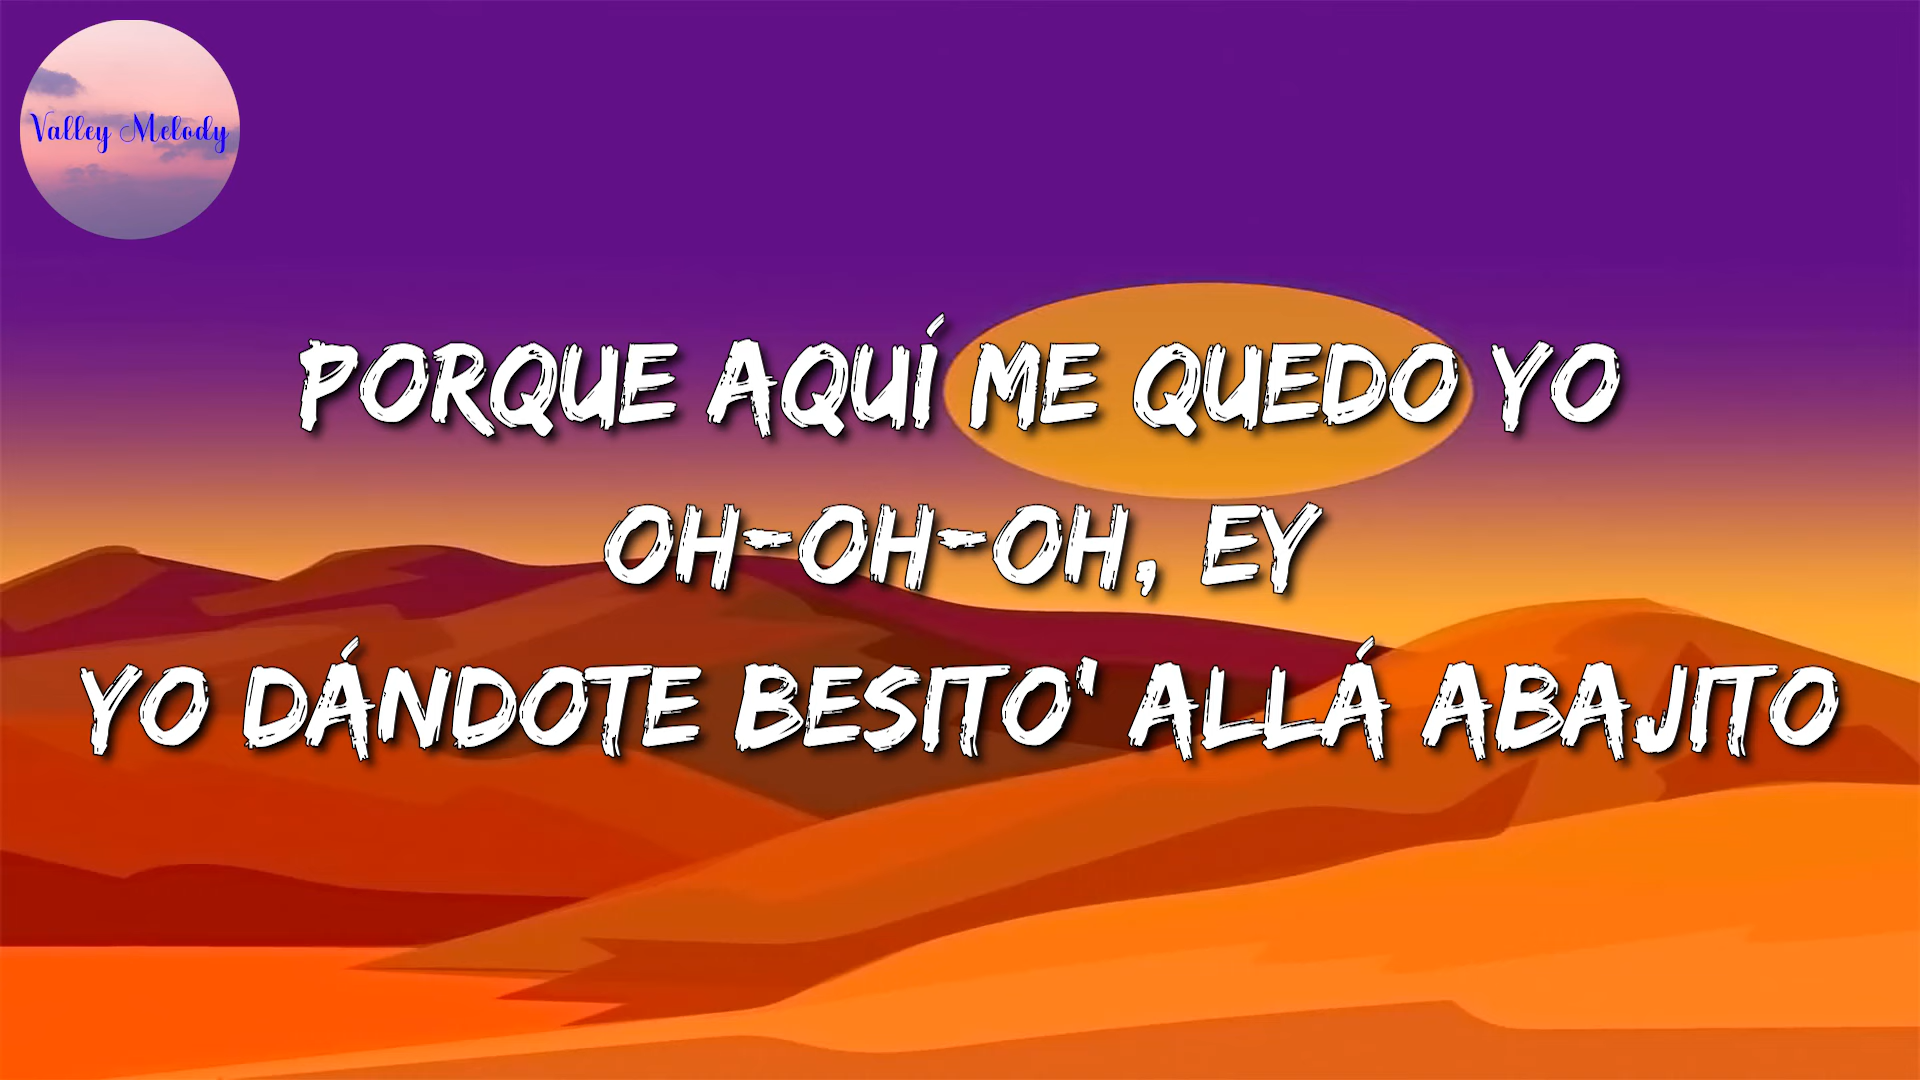 Valley Melody
PORQUE AQUÍ ME QUEDO YO
OH-OH-OH, EY
YO DÁNDOTE BESITO' ALLÁ ABAJITO